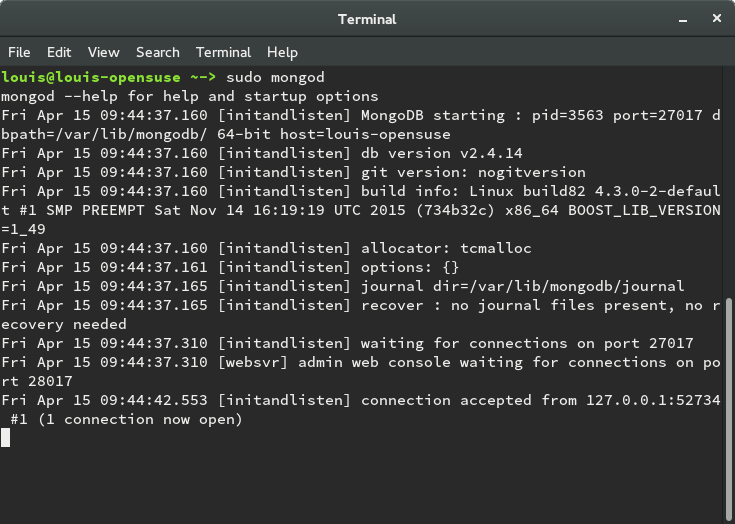 Terminal
File Edit View Search Terminal Help
louis@louis-opensuse ~-> sudo mongod
mongod --help for help and startup options
Fri Apr 15 09:44:37.160 [initandlisten] MongoDB starting : pid=3563 port=27017 d
bpath=/var/lib/mongodb/ 64-bit host=louis-opensuse
Fri Apr 15 09:44:37.160 [initandlisten] db version v2.4.14
Fri Apr 15 09:44:37.160 [initandlisten] git version: nogitversion
Fri Apr 15 09:44:37.160 [initandlisten] build info: Linux build82 4.3.0-2-defaul
t #1 SMP PREEMPT Sat Nov 14 16:19:19 UTC 2015 (734b32c) x86_64 BOOST_LIB_VERSION
=1_49
Fri Apr 15 09:44:37.160 [initandlisten] allocator: tcmalloc
Fri Apr 15 09:44:37.161 [initandlisten] options: {}
Fri Apr 15 09:44:37.165 [initandlisten] journal dir=/var/lib/mongodb/journal
Fri Apr 15 09:44:37.165 [initandlisten] recover : no journal files present, no r
ecovery needed
Fri Apr 15 09:44:37.310 [initandlisten] waiting for connections on port 27017
Fri Apr 15 09:44:37.310 [websvr] admin web console waiting for connections on po
rt 28017
Fri Apr 15 09:44:42.553 [initandlisten] connection accepted from 127.0.0.1:52734
 #1 (1 connection now open)